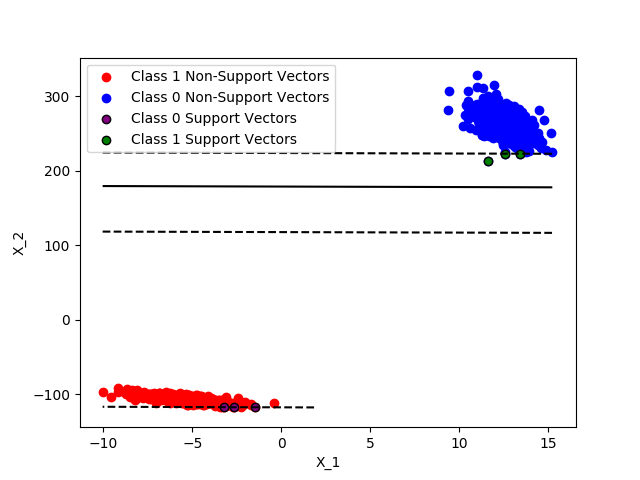 Class 1 Non-Support Vectors
Class 0 Non-Support Vectors
Class 0 Support Vectors
Class 1 Support Vectors
300
200
100
0
−100
X_2
−10 −5 0 5 10 15
X_1